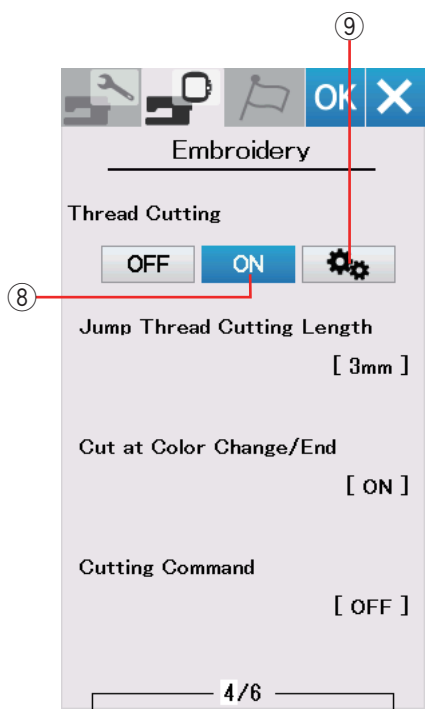 ⑨
OK
Embroidery
Thread Cutting
OFF ON
⑧
Jump Thread Cutting Length
[ 3mm ]
Cut at Color Change/End
[ ON ]
Cutting Command
[ OFF ]
4/6